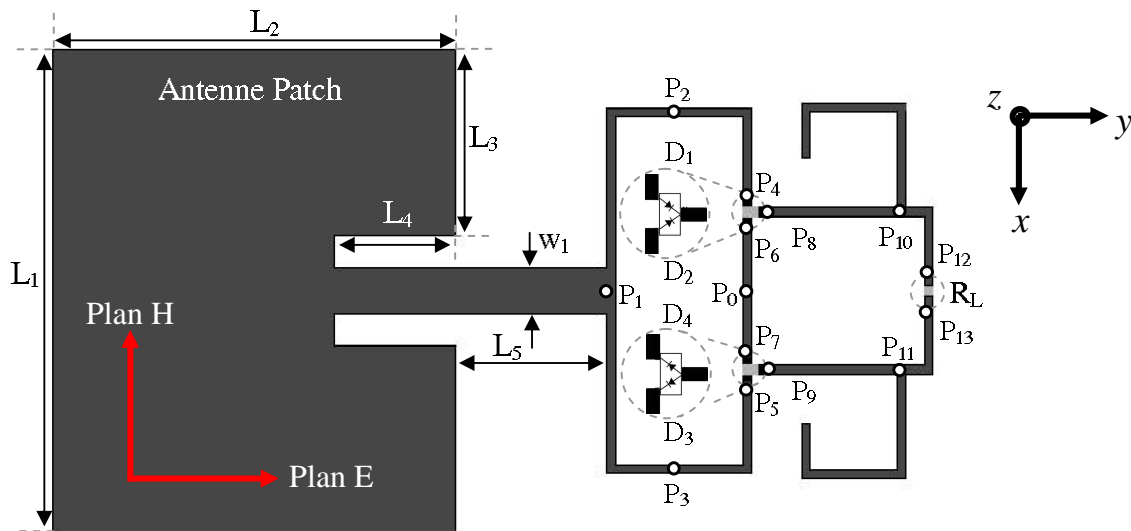 L2
Antenne Patch
L3
L4
L1
w1
L5
Plan H
Plan E
P2
D1
D2
P4
P8
P6
P10
P12
P1
P0
RL
P13
D4
P7
P11
P9
P5
D3
P3
z
y
x